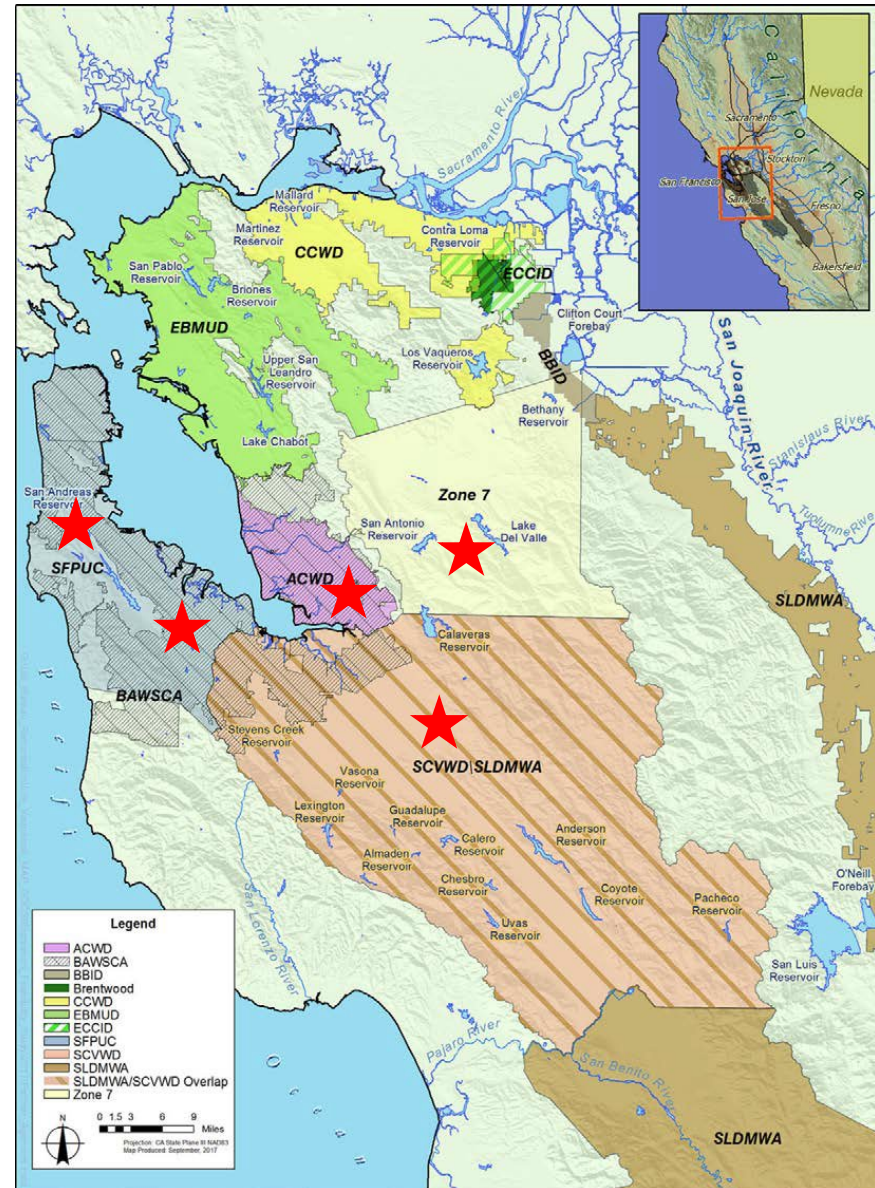 Nevada
California
Sacramento
Stockton
San Francisco
San Jose
Fresno
Bakersfield
Sacramento River
Mallard
Reservoir
Martinez
Reservoir
CCWD
Contra Loma
Reservoir
ECCID
San Pablo
Reservoir
Briones
Reservoir
EBMUD
Clifton Court
Forebay
Los Vaqueros
Reservoir
BBID
Upper San
Leandro
Reservoir
Bethany
Reservoir
San Joaquin River
Stanislaus River
Lake Chabot
Zone 7
Tuolumne River
San Andreas
Reservoir
San Antonio
Reservoir
Lake
Del Valle
SFPUC
ACWD
SLDMWA
Calaveras
Reservoir
BAWSCA
Stevens Creek
Reservoir
SCVWD\SLDMWA
Vasona
Reservoir
Lexington
Reservoir
Guadalupe
Reservoir
Calero
Reservoir
Anderson
Reservoir
Almaden
Reservoir
Chesbro
Reservoir
Coyote
Reservoir
Pacheco
Reservoir
O'Neill
Forebay
Uvas
Reservoir
San Luis
Reservoir
San Lorenzo River
Pajaro River
San Benito River
SLDMWA
Pacific
Ocean
Legend
ACWD
BAWSCA
BBID
Brentwood
CCWD
EBMUD
ECCID
SFPUC
SCVWD
SLDMWA
SLDMWA/SCVWD Overlap
Zone 7
N
0 1.5 3 6 9
Miles
Projection: CA State Plane III NAD83
Map Produced: September, 2017